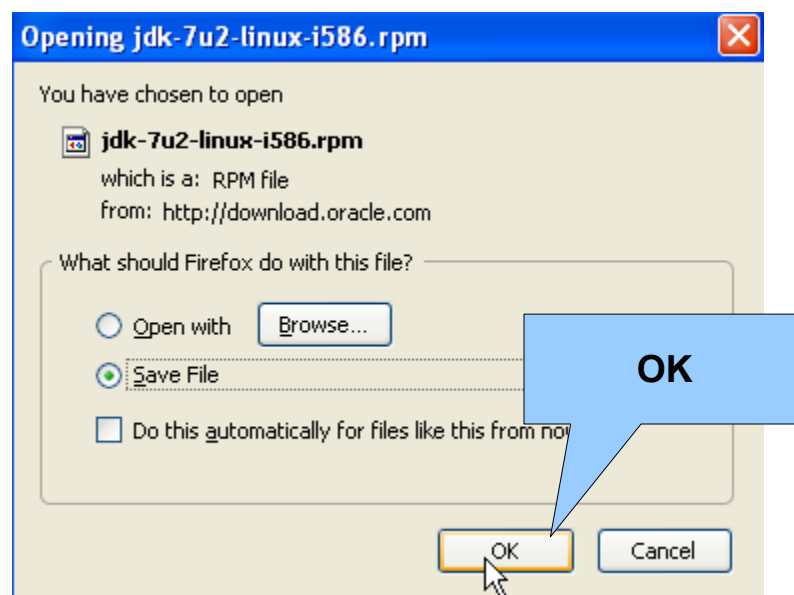 Opening jdk-7u2-linux-i586.rpm
You have chosen to open
jdk-7u2-linux-i586.rpm
which is a: RPM file
from: http://download.oracle.com
What should Firefox do with this file?
Open with Browse...
Save File
OK
Do this automatically for files like this from
OK Cancel